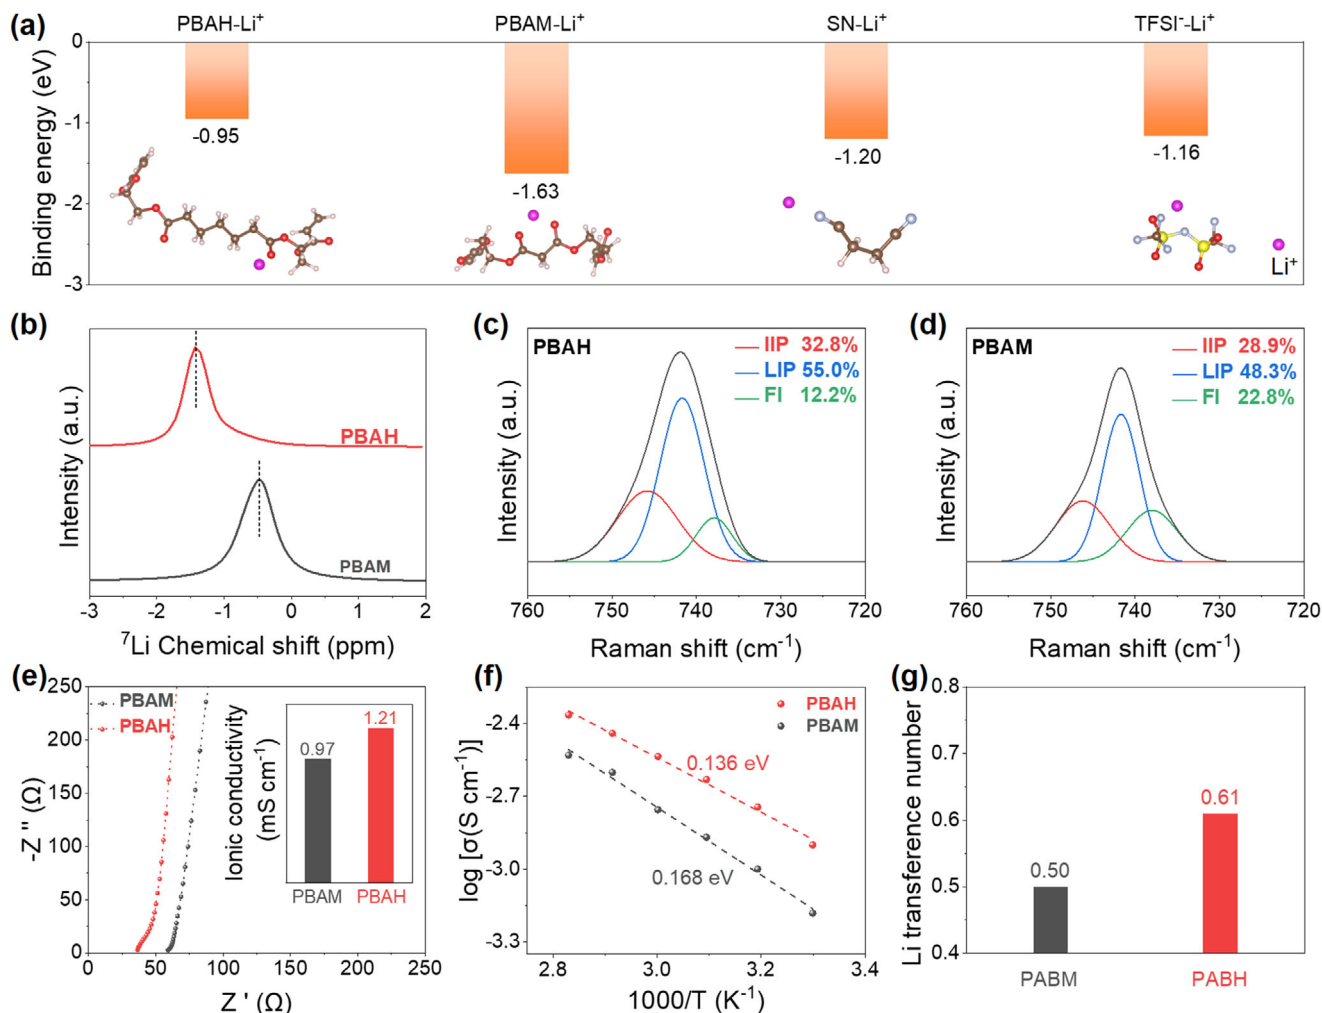 (a)
PBAH-Li⁺ PBAM-Li⁺ SN-Li⁺ TFSI⁻-Li⁺
Binding energy (eV)
0
-1
-2
-3
-0.95
-1.63
-1.20
-1.16
Li⁺
(b)
Intensity (a.u.)
PBAH
PBAM
-3 -2 -1 0 1 2
⁷Li Chemical shift (ppm)
(c)
Intensity (a.u.)
PBAH
IIP 32.8%
LIP 55.0%
FI 12.2%
760 750 740 730 720
Raman shift (cm⁻¹)
(d)
Intensity (a.u.)
PBAM
IIP 28.9%
LIP 48.3%
FI 22.8%
760 750 740 730 720
Raman shift (cm⁻¹)
(e)
-Z '' (Ω)
250
200
150
100
50
0
PBAM
PBAH
Ionic conductivity
(mS cm⁻¹)
0.97
1.21
PBAM PBAH
0 50 100 150 200 250
Z ' (Ω)
(f)
log [σ(S cm⁻¹)]
-2.4
-2.7
-3.0
-3.3
PBAH
PBAM
0.136 eV
0.168 eV
2.8 3.0 3.2 3.4
1000/T (K⁻¹)
(g)
Li transference number
0.8
0.7
0.6
0.5
0.4
0.50
0.61
PABM PABH